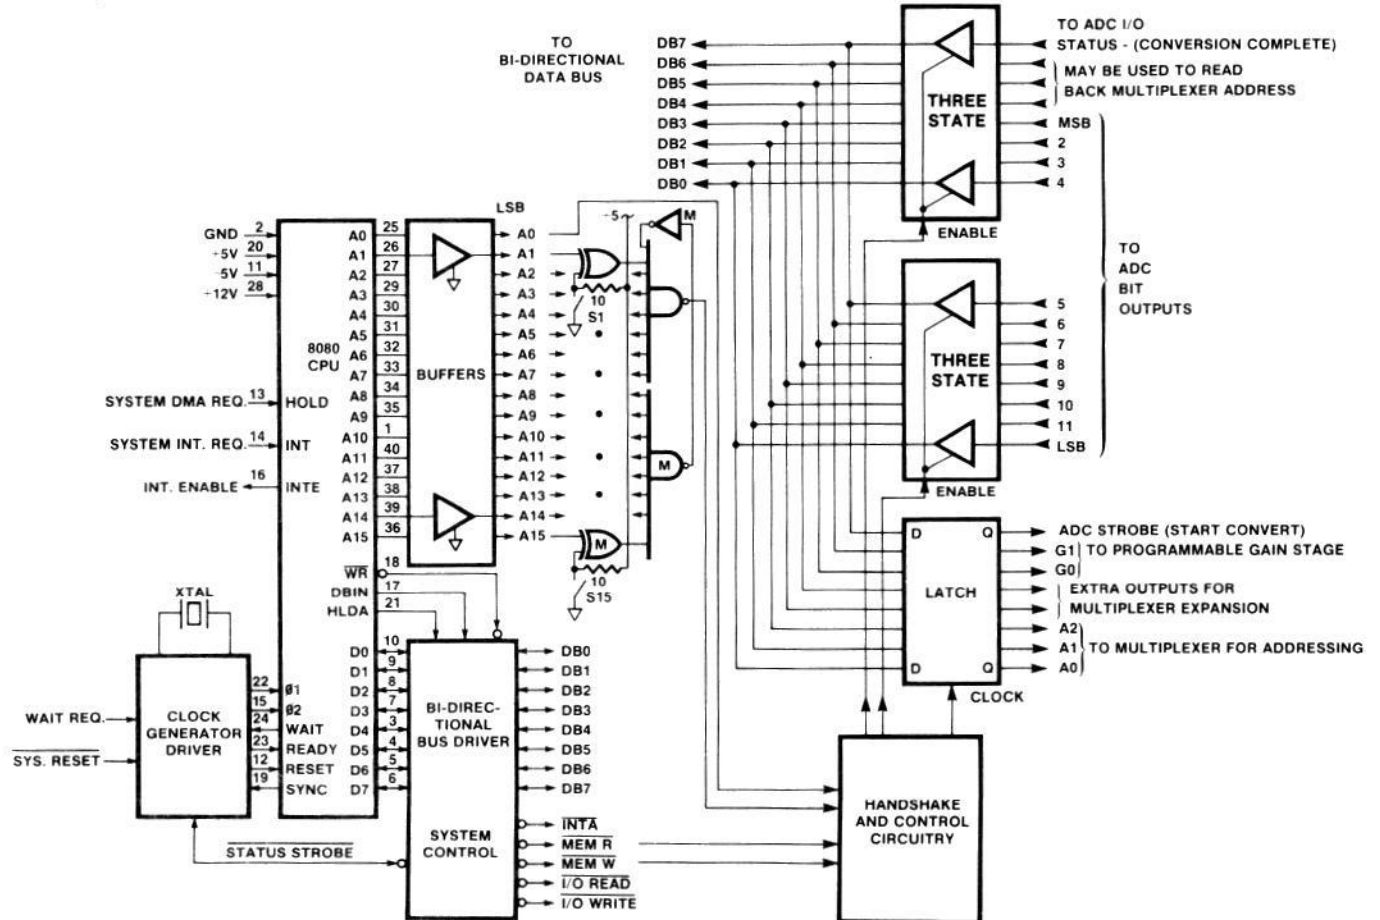 TO
BI-DIRECTIONAL
DATA BUS
DB7
DB6
DB5
DB4
DB3
DB2
DB1
DB0
THREE
STATE
ENABLE
TO ADC I/O
STATUS - (CONVERSION COMPLETE)
MAY BE USED TO READ
BACK MULTIPLEXER ADDRESS
MSB
2
3
4
THREE
STATE
ENABLE
5
6
7
8
9
10
11
LSB
TO
ADC
BIT
OUTPUTS
GND 2
+5V 20
-5V 11
+12V 28
8080
CPU
SYSTEM DMA REQ. 13 HOLD
SYSTEM INT. REQ. 14 INT
INT. ENABLE 16 INTE
A0 25
A1 26
A2 27
A3 29
A4 30
A5 31
A6 32
A7 33
A8 34
A9 35
A10 1
A11 40
A12 37
A13 38
A14 39
A15 36
BUFFERS
LSB
A0
A1
A2
A3
A4
A5
A6
A7
A8
A9
A10
A11
A12
A13
A14
A15
-5
M
10
S1
M
M
10
S15
WR 18
DBIN 17
HLDA 21
XTAL
CLOCK
GENERATOR
DRIVER
WAIT REQ.
SYS. RESET
22 Ø1
15 Ø2
24 WAIT
23 READY
12 RESET
19 SYNC
STATUS STROBE
D0 10
D1 9
D2 8
D3 7
D4 3
D5 4
D6 5
D7 6
BI-DIREC-
TIONAL
BUS DRIVER
SYSTEM
CONTROL
DB0
DB1
DB2
DB3
DB4
DB5
DB6
DB7
INTA
MEM R
MEM W
I/O READ
I/O WRITE
D Q
LATCH
D Q
CLOCK
ADC STROBE (START CONVERT)
G1
G0
TO PROGRAMMABLE GAIN STAGE
EXTRA OUTPUTS FOR
MULTIPLEXER EXPANSION
A2
A1
A0
TO MULTIPLEXER FOR ADDRESSING
HANDSHAKE
AND CONTROL
CIRCUITRY